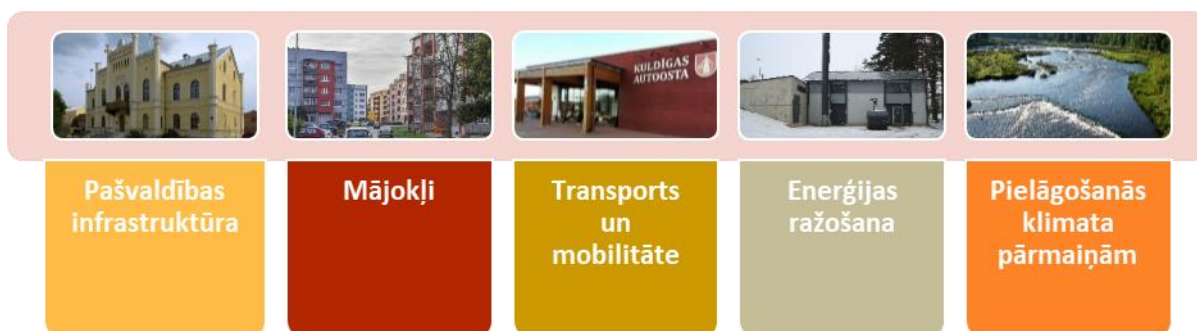 KULDĪGAS
AUTOOSTA
Pašvaldības
infrastruktūra
Mājokļi
Transports
un
mobilitāte
Enerģijas
ražošana
Pielāgošanās
klimata
pārmaiņām